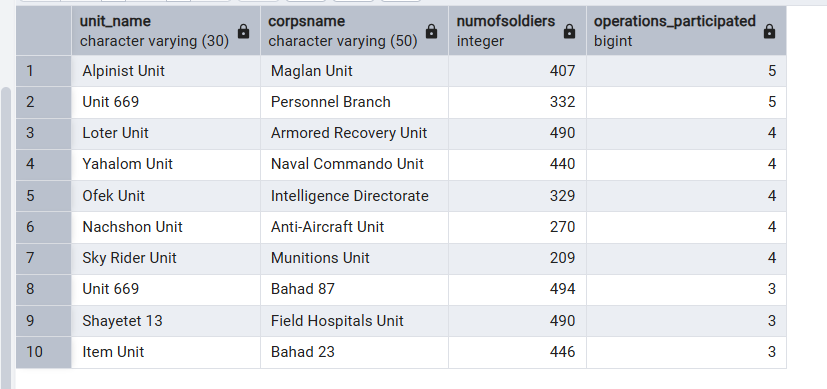 unit_name corpsname numofsoldiers operations_participated
character varying (30) character varying (50) integer bigint
1 Alpinist Unit Maglan Unit 407 5
2 Unit 669 Personnel Branch 332 5
3 Loter Unit Armored Recovery Unit 490 4
4 Yahalom Unit Naval Commando Unit 440 4
5 Ofek Unit Intelligence Directorate 329 4
6 Nachshon Unit Anti-Aircraft Unit 270 4
7 Sky Rider Unit Munitions Unit 209 4
8 Unit 669 Bahad 87 494 3
9 Shayetet 13 Field Hospitals Unit 490 3
10 Item Unit Bahad 23 446 3